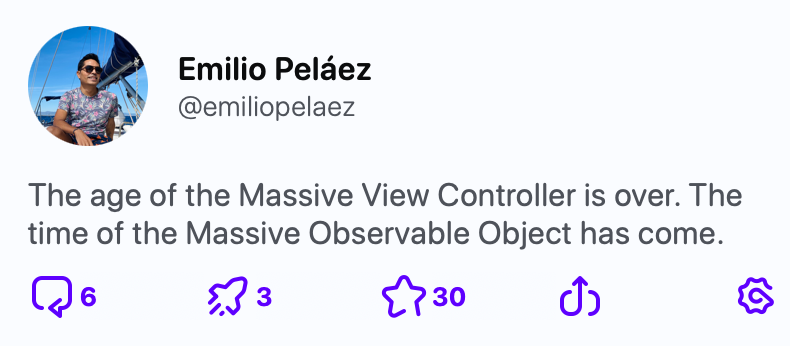 Emilio Peláez
@emiliopelaez
The age of the Massive View Controller is over. The
time of the Massive Observable Object has come.
6 3 30